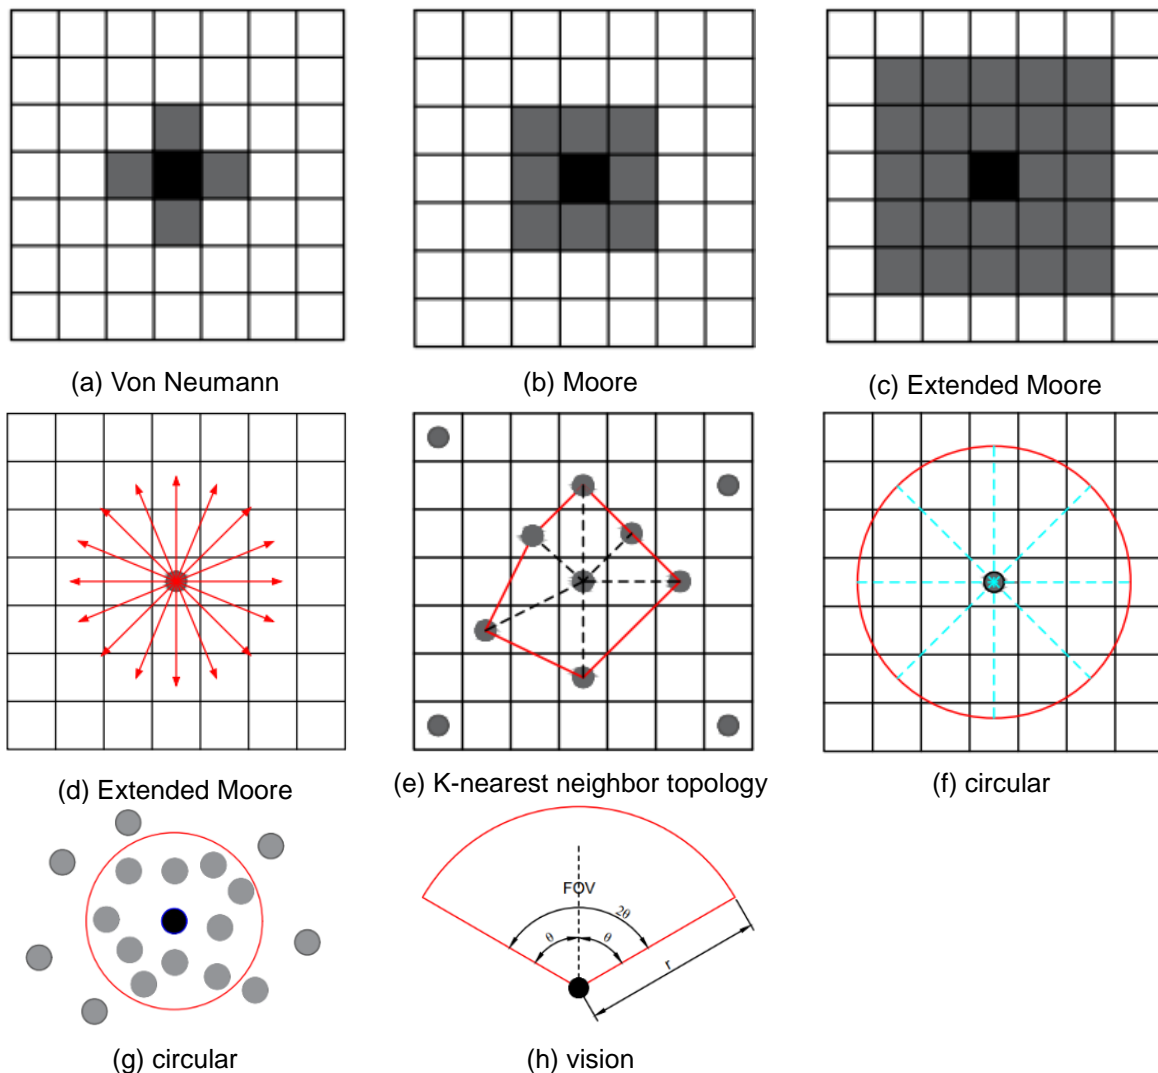 (a) Von Neumann
(b) Moore
(c) Extended Moore
(d) Extended Moore
(e) K-nearest neighbor topology
(f) circular
FOV
2θ
θ
θ
r
(g) circular
(h) vision